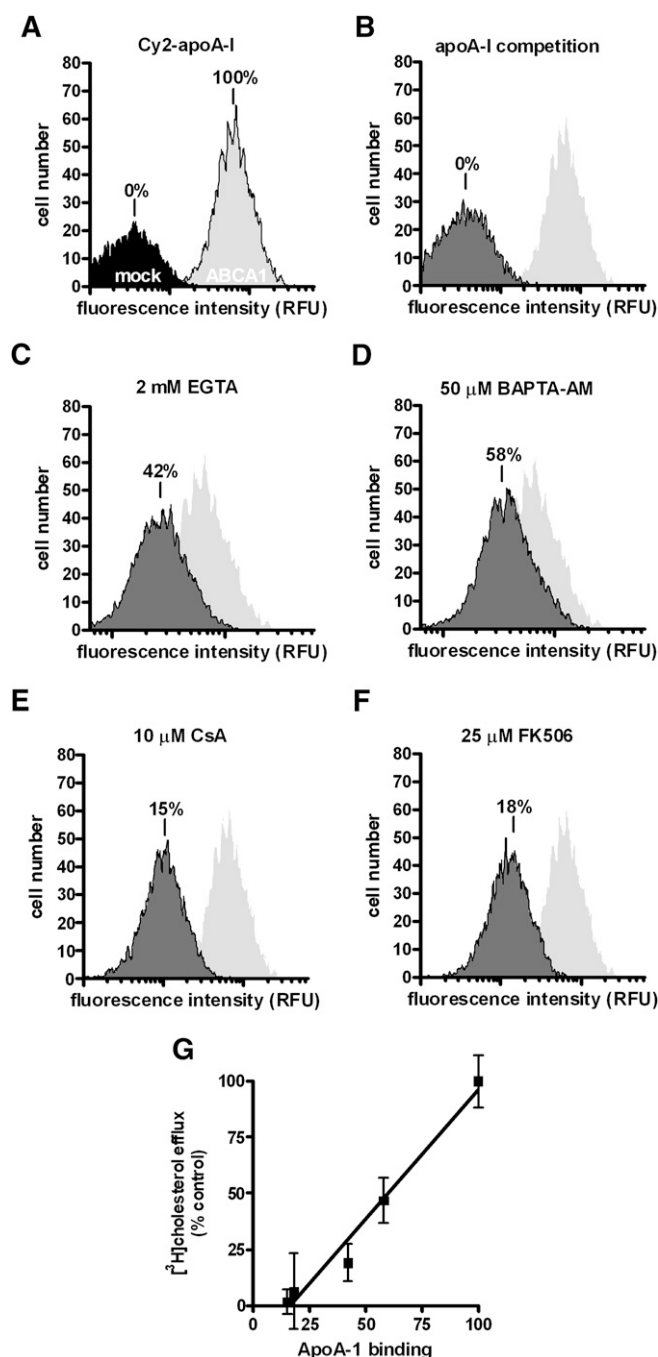 A
Cy2-apoA-I
100%
0%
80
70
60
50
40
30
20
10
0
cell number
mock
ABCA1
fluorescence intensity (RFU)
B
apoA-I competition
0%
80
70
60
50
40
30
20
10
0
cell number
fluorescence intensity (RFU)
C
2 mM EGTA
42%
80
70
60
50
40
30
20
10
0
cell number
fluorescence intensity (RFU)
D
50 μM BAPTA-AM
58%
80
70
60
50
40
30
20
10
0
cell number
fluorescence intensity (RFU)
E
10 μM CsA
15%
80
70
60
50
40
30
20
10
0
cell number
fluorescence intensity (RFU)
F
25 μM FK506
18%
80
70
60
50
40
30
20
10
0
cell number
fluorescence intensity (RFU)
G
[³H]cholesterol efflux
(% control)
100
75
50
25
0
0 25 50 75 100
ApoA-1 binding